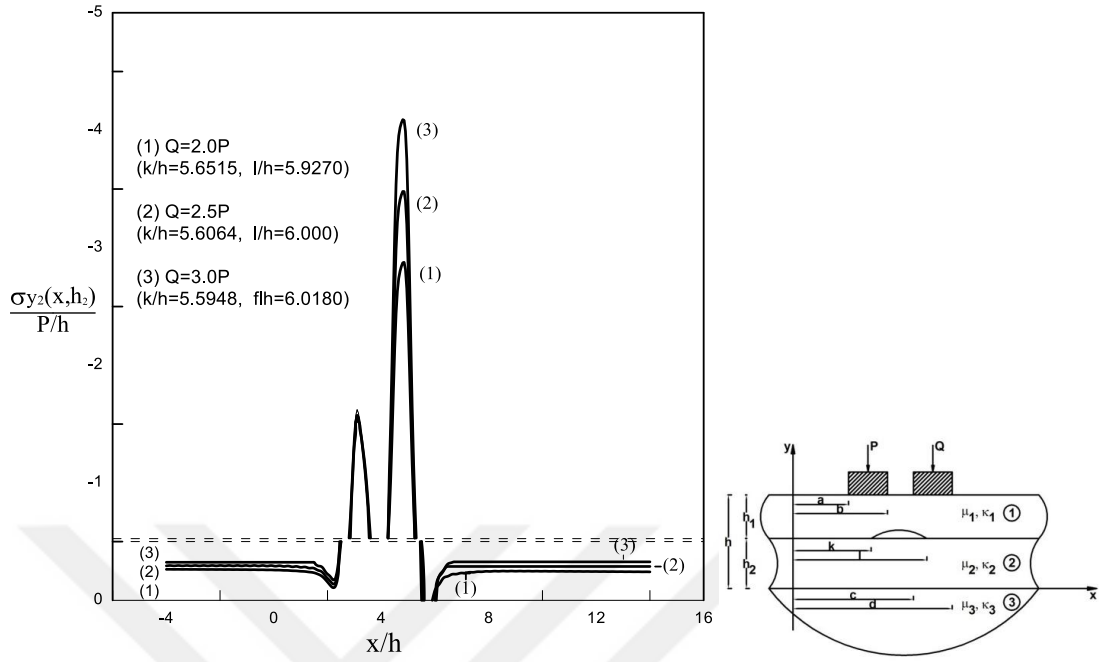 -5
-4
-3
-2
-1
0
(1) Q=2.0P
(k/h=5.6515, l/h=5.9270)
(2) Q=2.5P
(k/h=5.6064, l/h=6.000)
(3) Q=3.0P
(k/h=5.5948, flh=6.0180)
(3)
(2)
(1)
σy₂(x,h₂)
P/h
(3)
(2)
(1)
(3)
(2)
(1)
-4 0 4 8 12 16
x/h
y P Q
a
b
h₁ μ₁, κ₁ 1
h
k
l
h₂ μ₂, κ₂ 2
c
d
μ₃, κ₃ 3
x